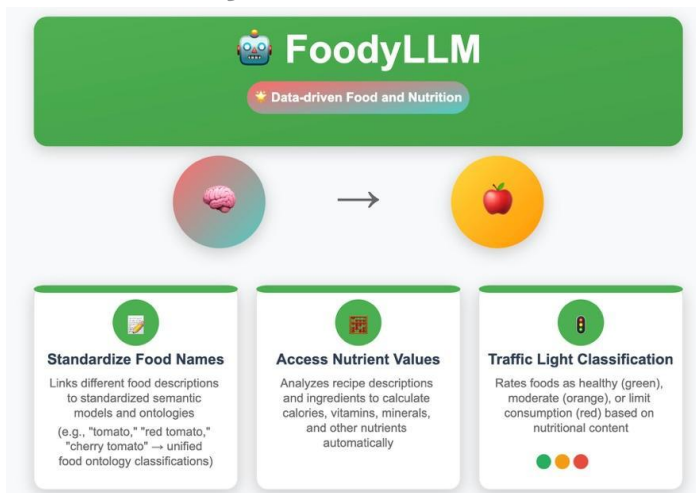 FoodyLLM
Data-driven Food and Nutrition
Standardize Food Names
Links different food descriptions
to standardized semantic
models and ontologies
(e.g., "tomato," "red tomato,"
"cherry tomato" → unified
food ontology classifications)
Access Nutrient Values
Analyzes recipe descriptions
and ingredients to calculate
calories, vitamins, minerals,
and other nutrients
automatically
Traffic Light Classification
Rates foods as healthy (green),
moderate (orange), or limit
consumption (red) based on
nutritional content